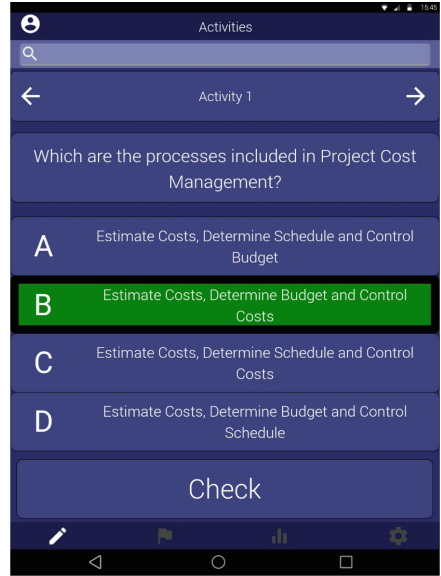 15:45
Activities
Activity 1
Which are the processes included in Project Cost
Management?
A
Estimate Costs, Determine Schedule and Control
Budget
B
Estimate Costs, Determine Budget and Control
Costs
C
Estimate Costs, Determine Schedule and Control
Costs
D
Estimate Costs, Determine Budget and Control
Schedule
Check